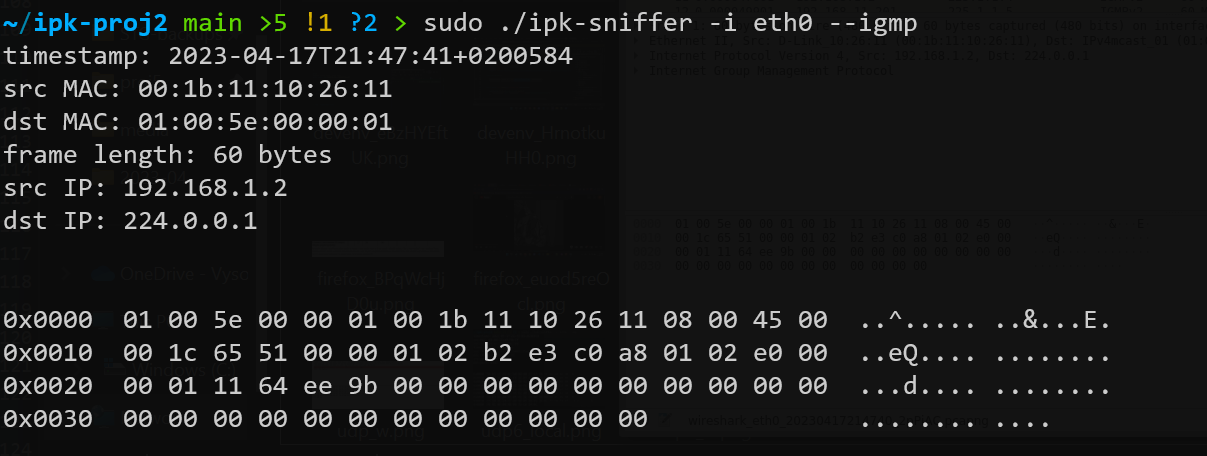 ~/ipk-proj2 main >5 !1 ?2 > sudo ./ipk-sniffer -i eth0 --igmp
timestamp: 2023-04-17T21:47:41+0200584
src MAC: 00:1b:11:10:26:11
dst MAC: 01:00:5e:00:00:01
frame length: 60 bytes
src IP: 192.168.1.2
dst IP: 224.0.0.1
0x0000  01 00 5e 00 00 01 00 1b 11 10 26 11 08 00 45 00  ..^..... ..&...E.
0x0010  00 1c 65 51 00 00 01 02 b2 e3 c0 a8 01 02 e0 00  ..eQ.... ........
0x0020  00 01 11 64 ee 9b 00 00 00 00 00 00 00 00 00 00  ...d.... ........
0x0030  00 00 00 00 00 00 00 00 00 00 00 00  ........ ....
Internet Group Management Protocol
OneDrive - Vysc